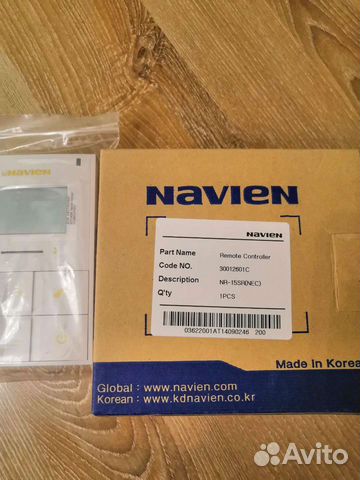 NAVIEN
NAVIEN
NAVIEN
Part Name Remote Controller
Code NO. 30012601C
Description NR-15SR(NEC)
Q'ty 1PCS
03622001AT14090246 200
Made in Korea
Global : www.navien.com
Korean : www.kdnavien.co.kr
Avito